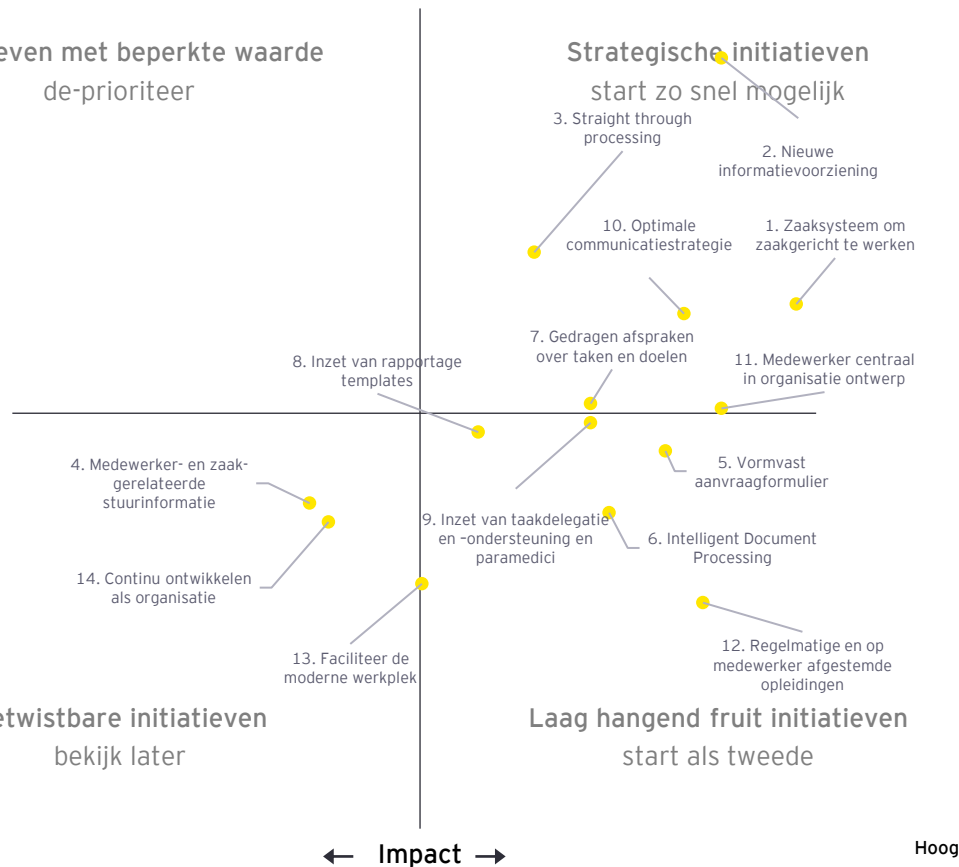 even met beperkte waarde
de-prioriteer
Strategische initiatieven
start zo snel mogelijk
3. Straight through
processing
2. Nieuwe
informatievoorziening
10. Optimale
communicatiestrategie
1. Zaaksysteem om
zaakgericht te werken
7. Gedragen afspraken
over taken en doelen
8. Inzet van rapportage
templates
11. Medewerker centraal
in organisatie ontwerp
4. Medewerker- en zaak-
gerelateerde
stuurinformatie
5. Vormvast
aanvraagformulier
9. Inzet van taakdelegatie
en –ondersteuning en
paramedici
6. Intelligent Document
Processing
14. Continu ontwikkelen
als organisatie
13. Faciliteer de
moderne werkplek
12. Regelmatige en op
medewerker afgestemde
opleidingen
etwistbare initiatieven
bekijk later
Laag hangend fruit initiatieven
start als tweede
← Impact →
Hoog